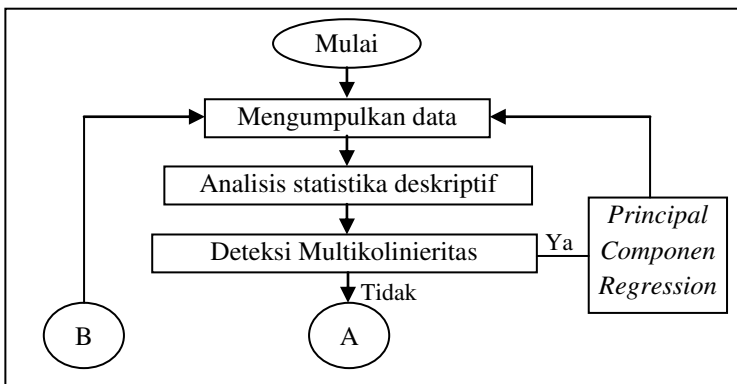 Mulai
Mengumpulkan data
Analisis statistika deskriptif
Deteksi Multikolinieritas
Ya
Principal
Componen
Regression
Tidak
B
A